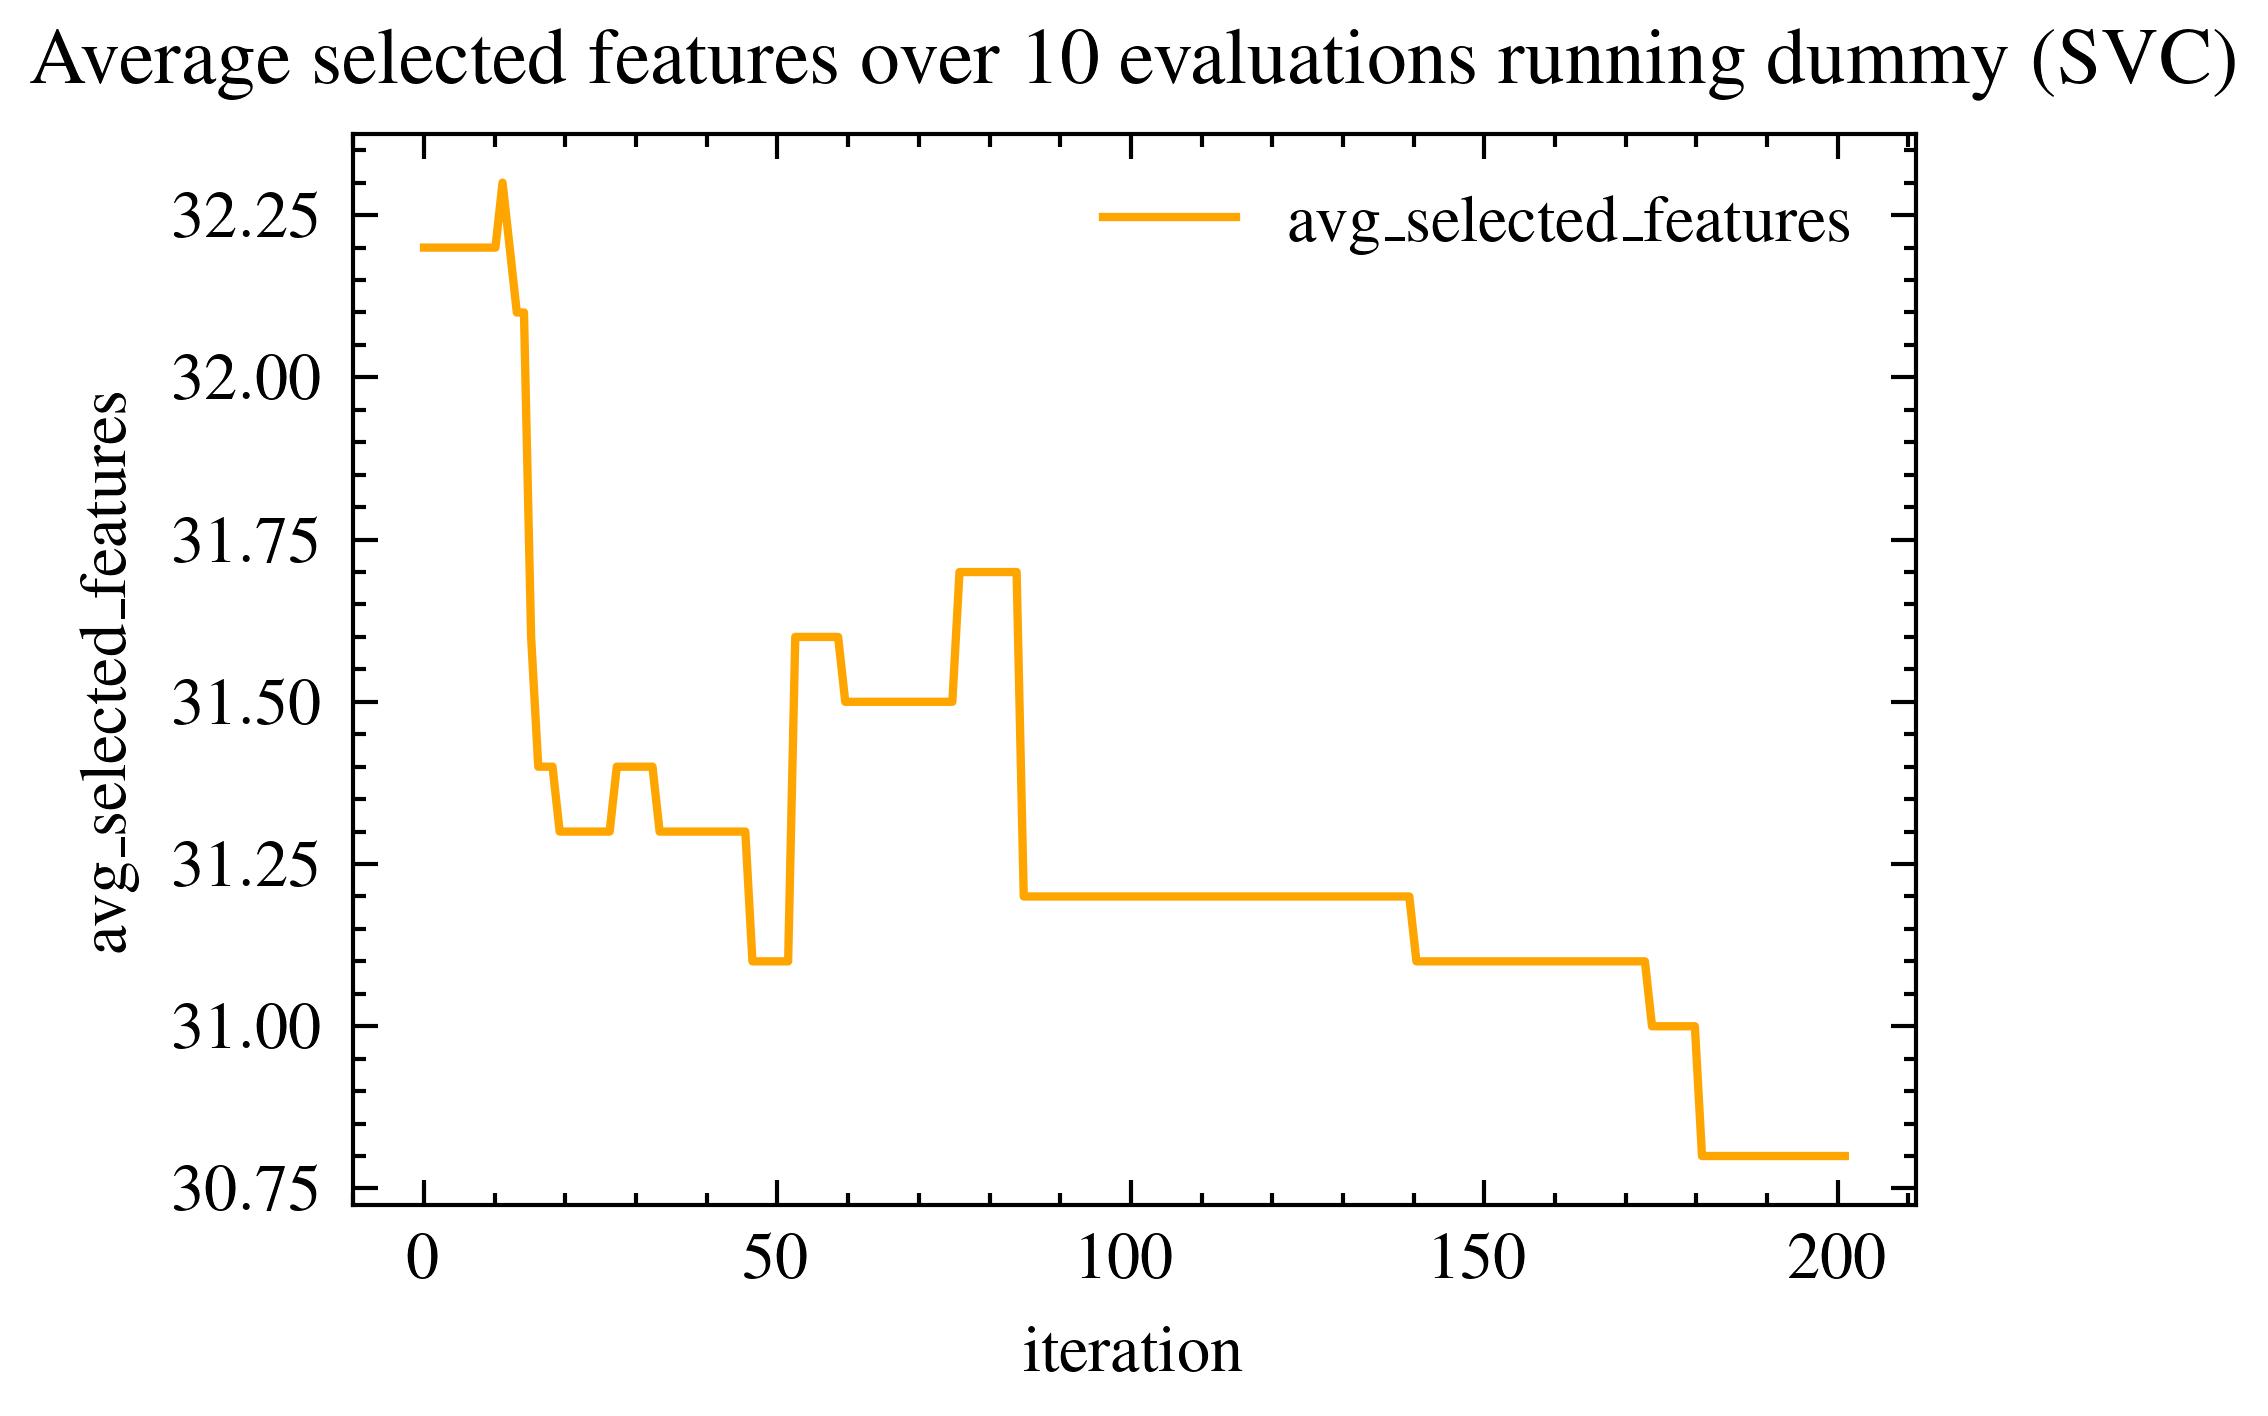 Average selected features over 10 evaluations running dummy (SVC)
avg_selected_features
32.25
32.00
31.75
31.50
31.25
31.00
30.75
avg_selected_features
0 50 100 150 200
iteration